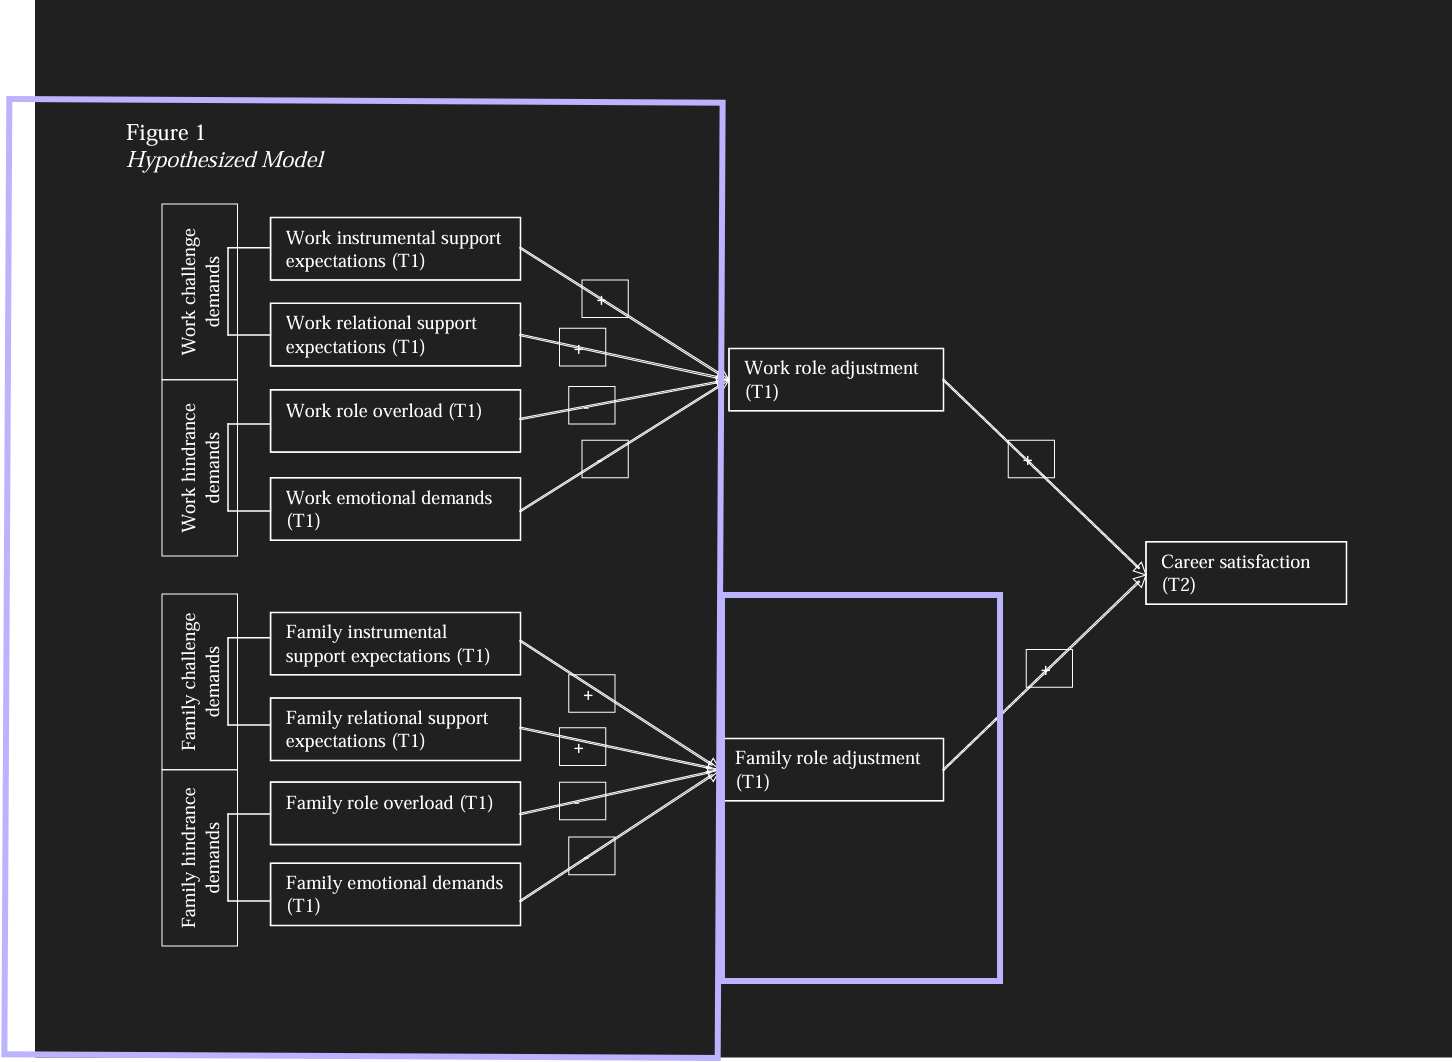 Figure 1
Hypothesized Model
Work challenge
demands
Work instrumental support
expectations (T1)
+
Work relational support
expectations (T1)
+
Work hindrance
demands
Work role overload (T1)
-
Work emotional demands
(T1)
-
Work role adjustment
(T1)
+
Career satisfaction
(T2)
Family challenge
demands
Family instrumental
support expectations (T1)
+
Family relational support
expectations (T1)
+
Family hindrance
demands
Family role overload (T1)
-
Family emotional demands
(T1)
-
Family role adjustment
(T1)
+